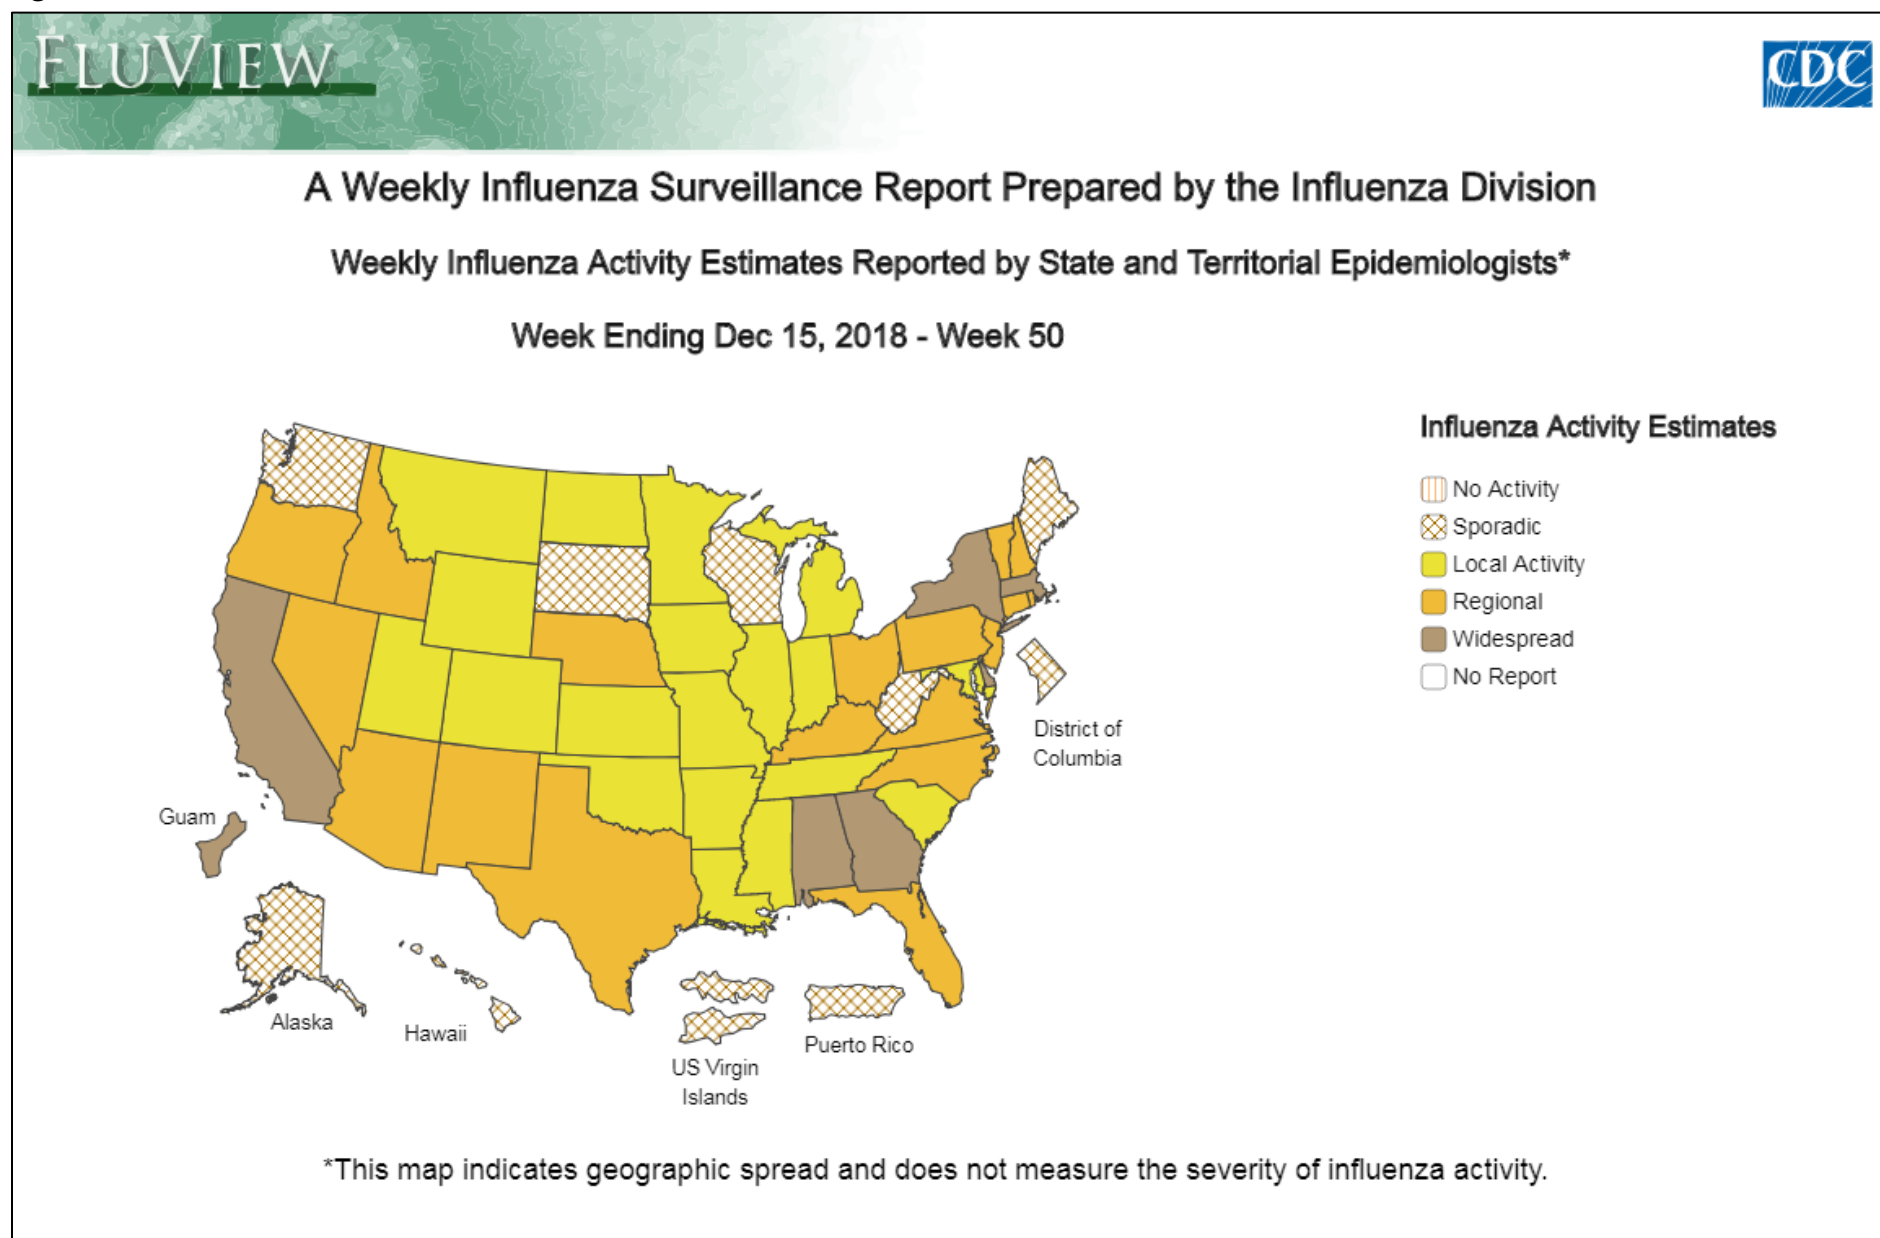 FLUVIEW
CDC
A Weekly Influenza Surveillance Report Prepared by the Influenza Division
Weekly Influenza Activity Estimates Reported by State and Territorial Epidemiologists*
Week Ending Dec 15, 2018 - Week 50
Influenza Activity Estimates
No Activity
Sporadic
Local Activity
Regional
Widespread
No Report
District of
Columbia
Guam
Alaska
Hawaii
US Virgin
Islands
Puerto Rico
*This map indicates geographic spread and does not measure the severity of influenza activity.